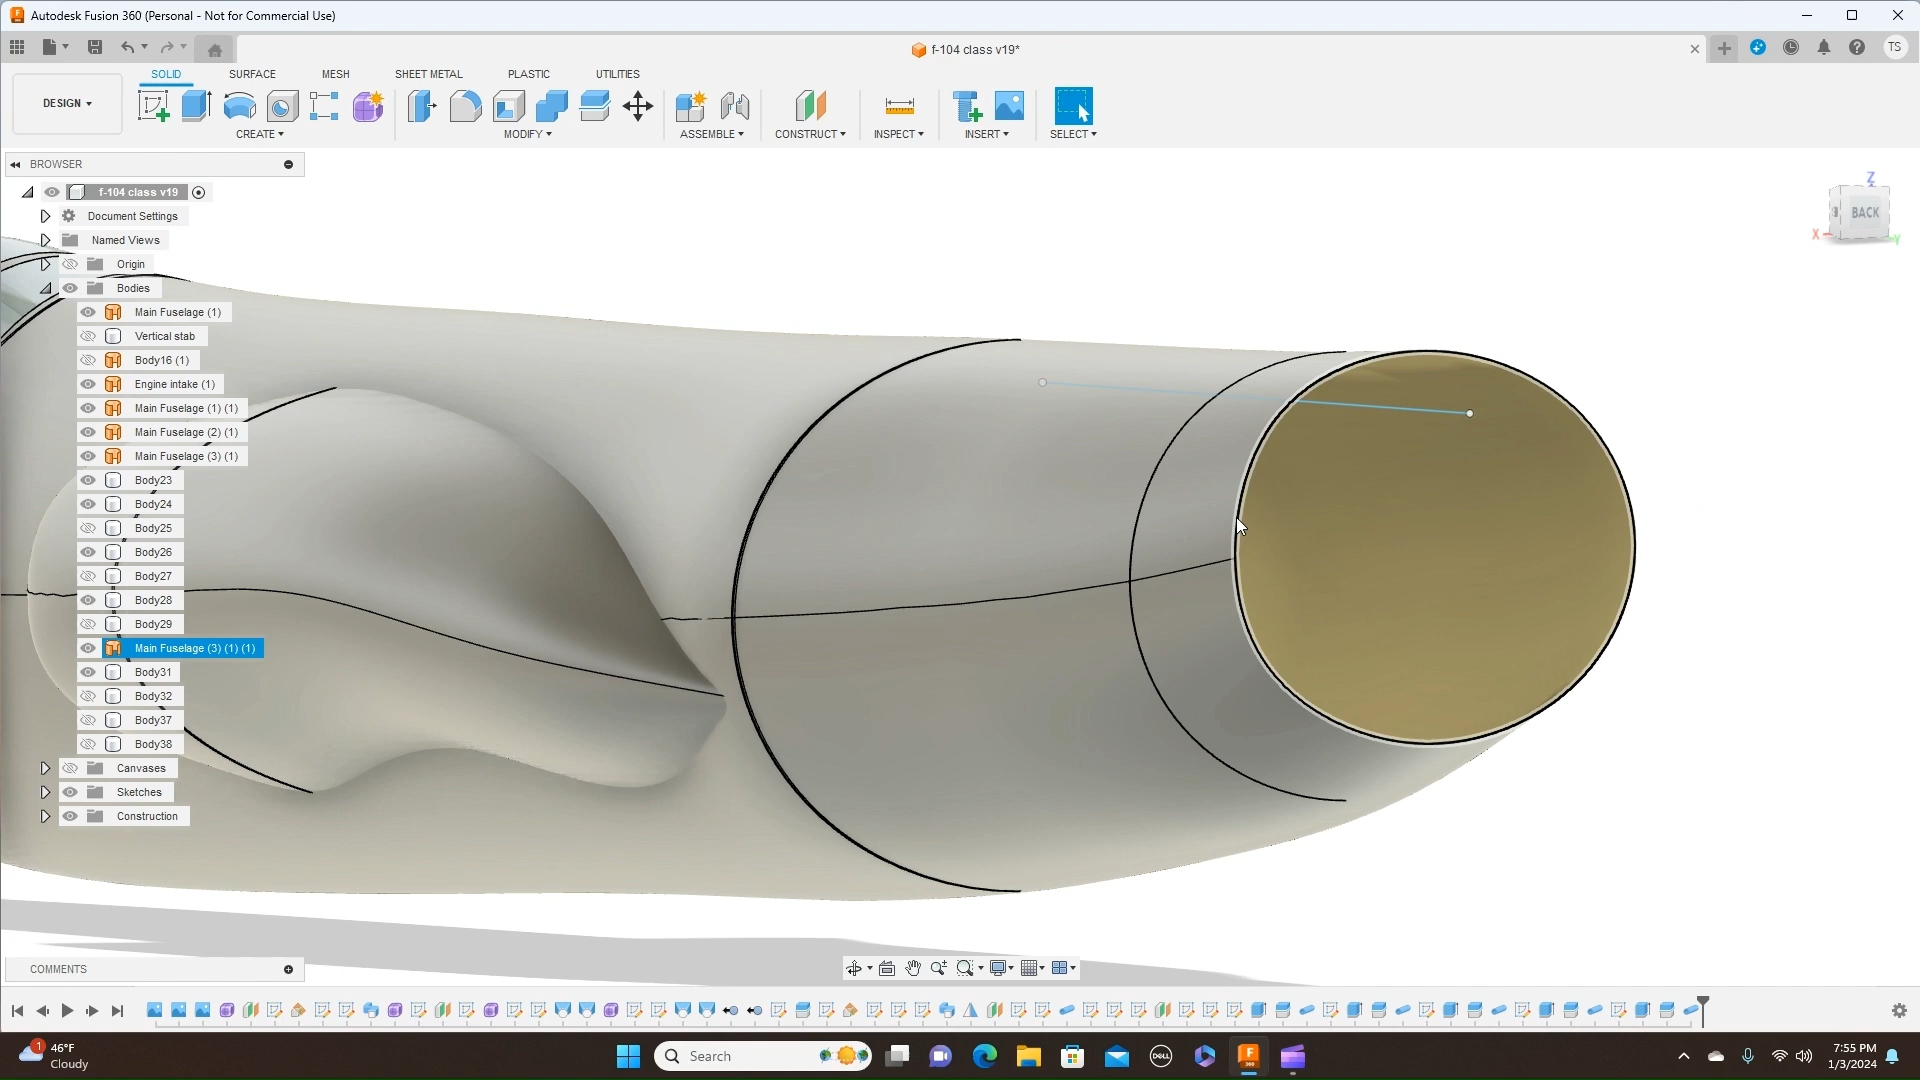 Autodesk Fusion 360 (Personal - Not for Commercial Use)
f-104 class v19*
TS
DESIGN
SOLID SURFACE MESH SHEET METAL PLASTIC UTILITIES
CREATE MODIFY ASSEMBLE CONSTRUCT INSPECT INSERT SELECT
BROWSER
f-104 class v19
Document Settings
Named Views
Origin
Bodies
Main Fuselage (1)
Vertical stab
Body16 (1)
Engine intake (1)
Main Fuselage (1) (1)
Main Fuselage (2) (1)
Main Fuselage (3) (1)
Body23
Body24
Body25
Body26
Body27
Body28
Body29
Main Fuselage (3) (1) (1)
Body31
Body32
Body37
Body38
Canvases
Sketches
Construction
Z
BACK
X
Y
COMMENTS
1
46°F
Cloudy
Search
DELL
F
360
7:55 PM
1/3/2024